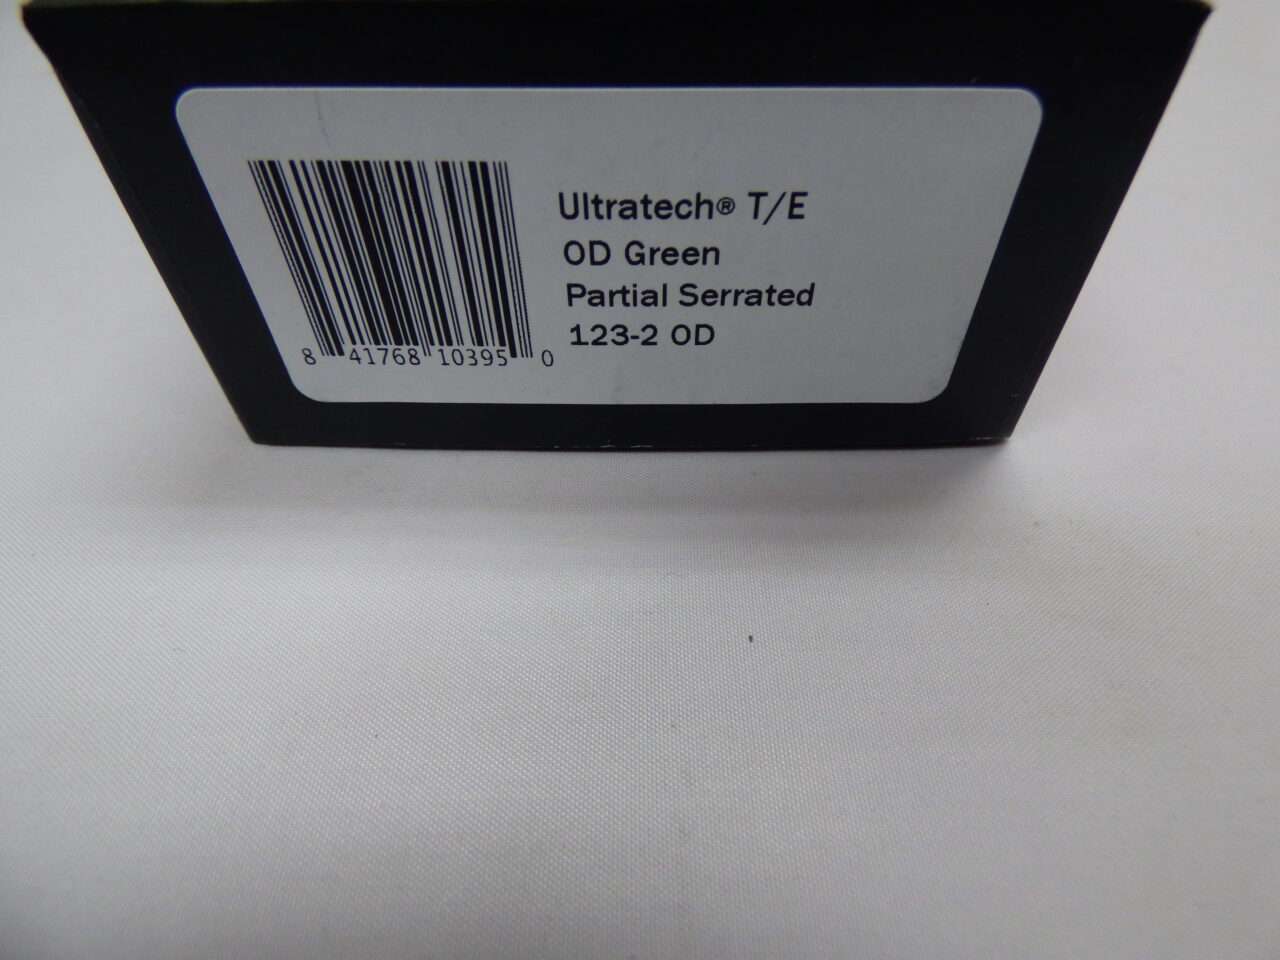 Ultratech® T/E
OD Green
Partial Serrated
123-2 OD
8 41768 10395 0